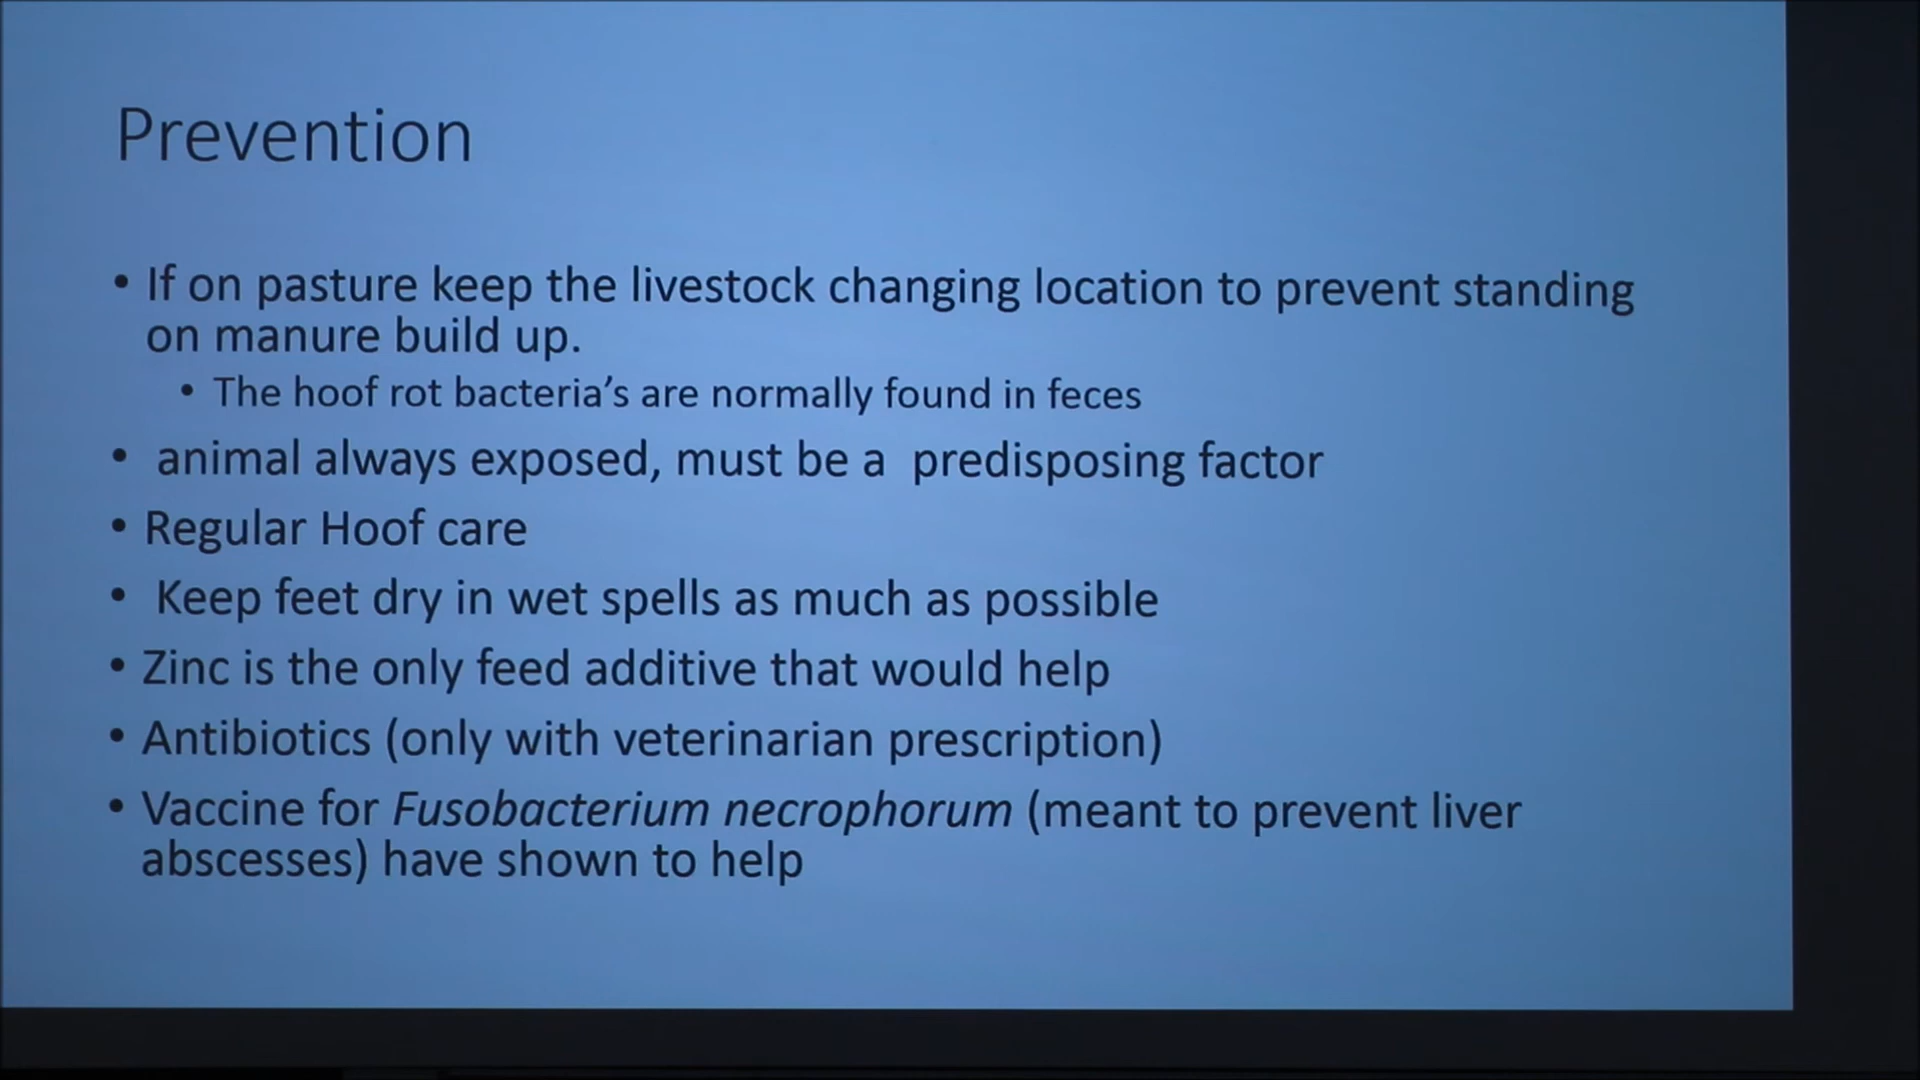 Prevention
• If on pasture keep the livestock changing location to prevent standing
on manure build up.
• The hoof rot bacteria’s are normally found in feces
• animal always exposed, must be a predisposing factor
• Regular Hoof care
• Keep feet dry in wet spells as much as possible
• Zinc is the only feed additive that would help
• Antibiotics (only with veterinarian prescription)
• Vaccine for Fusobacterium necrophorum (meant to prevent liver
abscesses) have shown to help